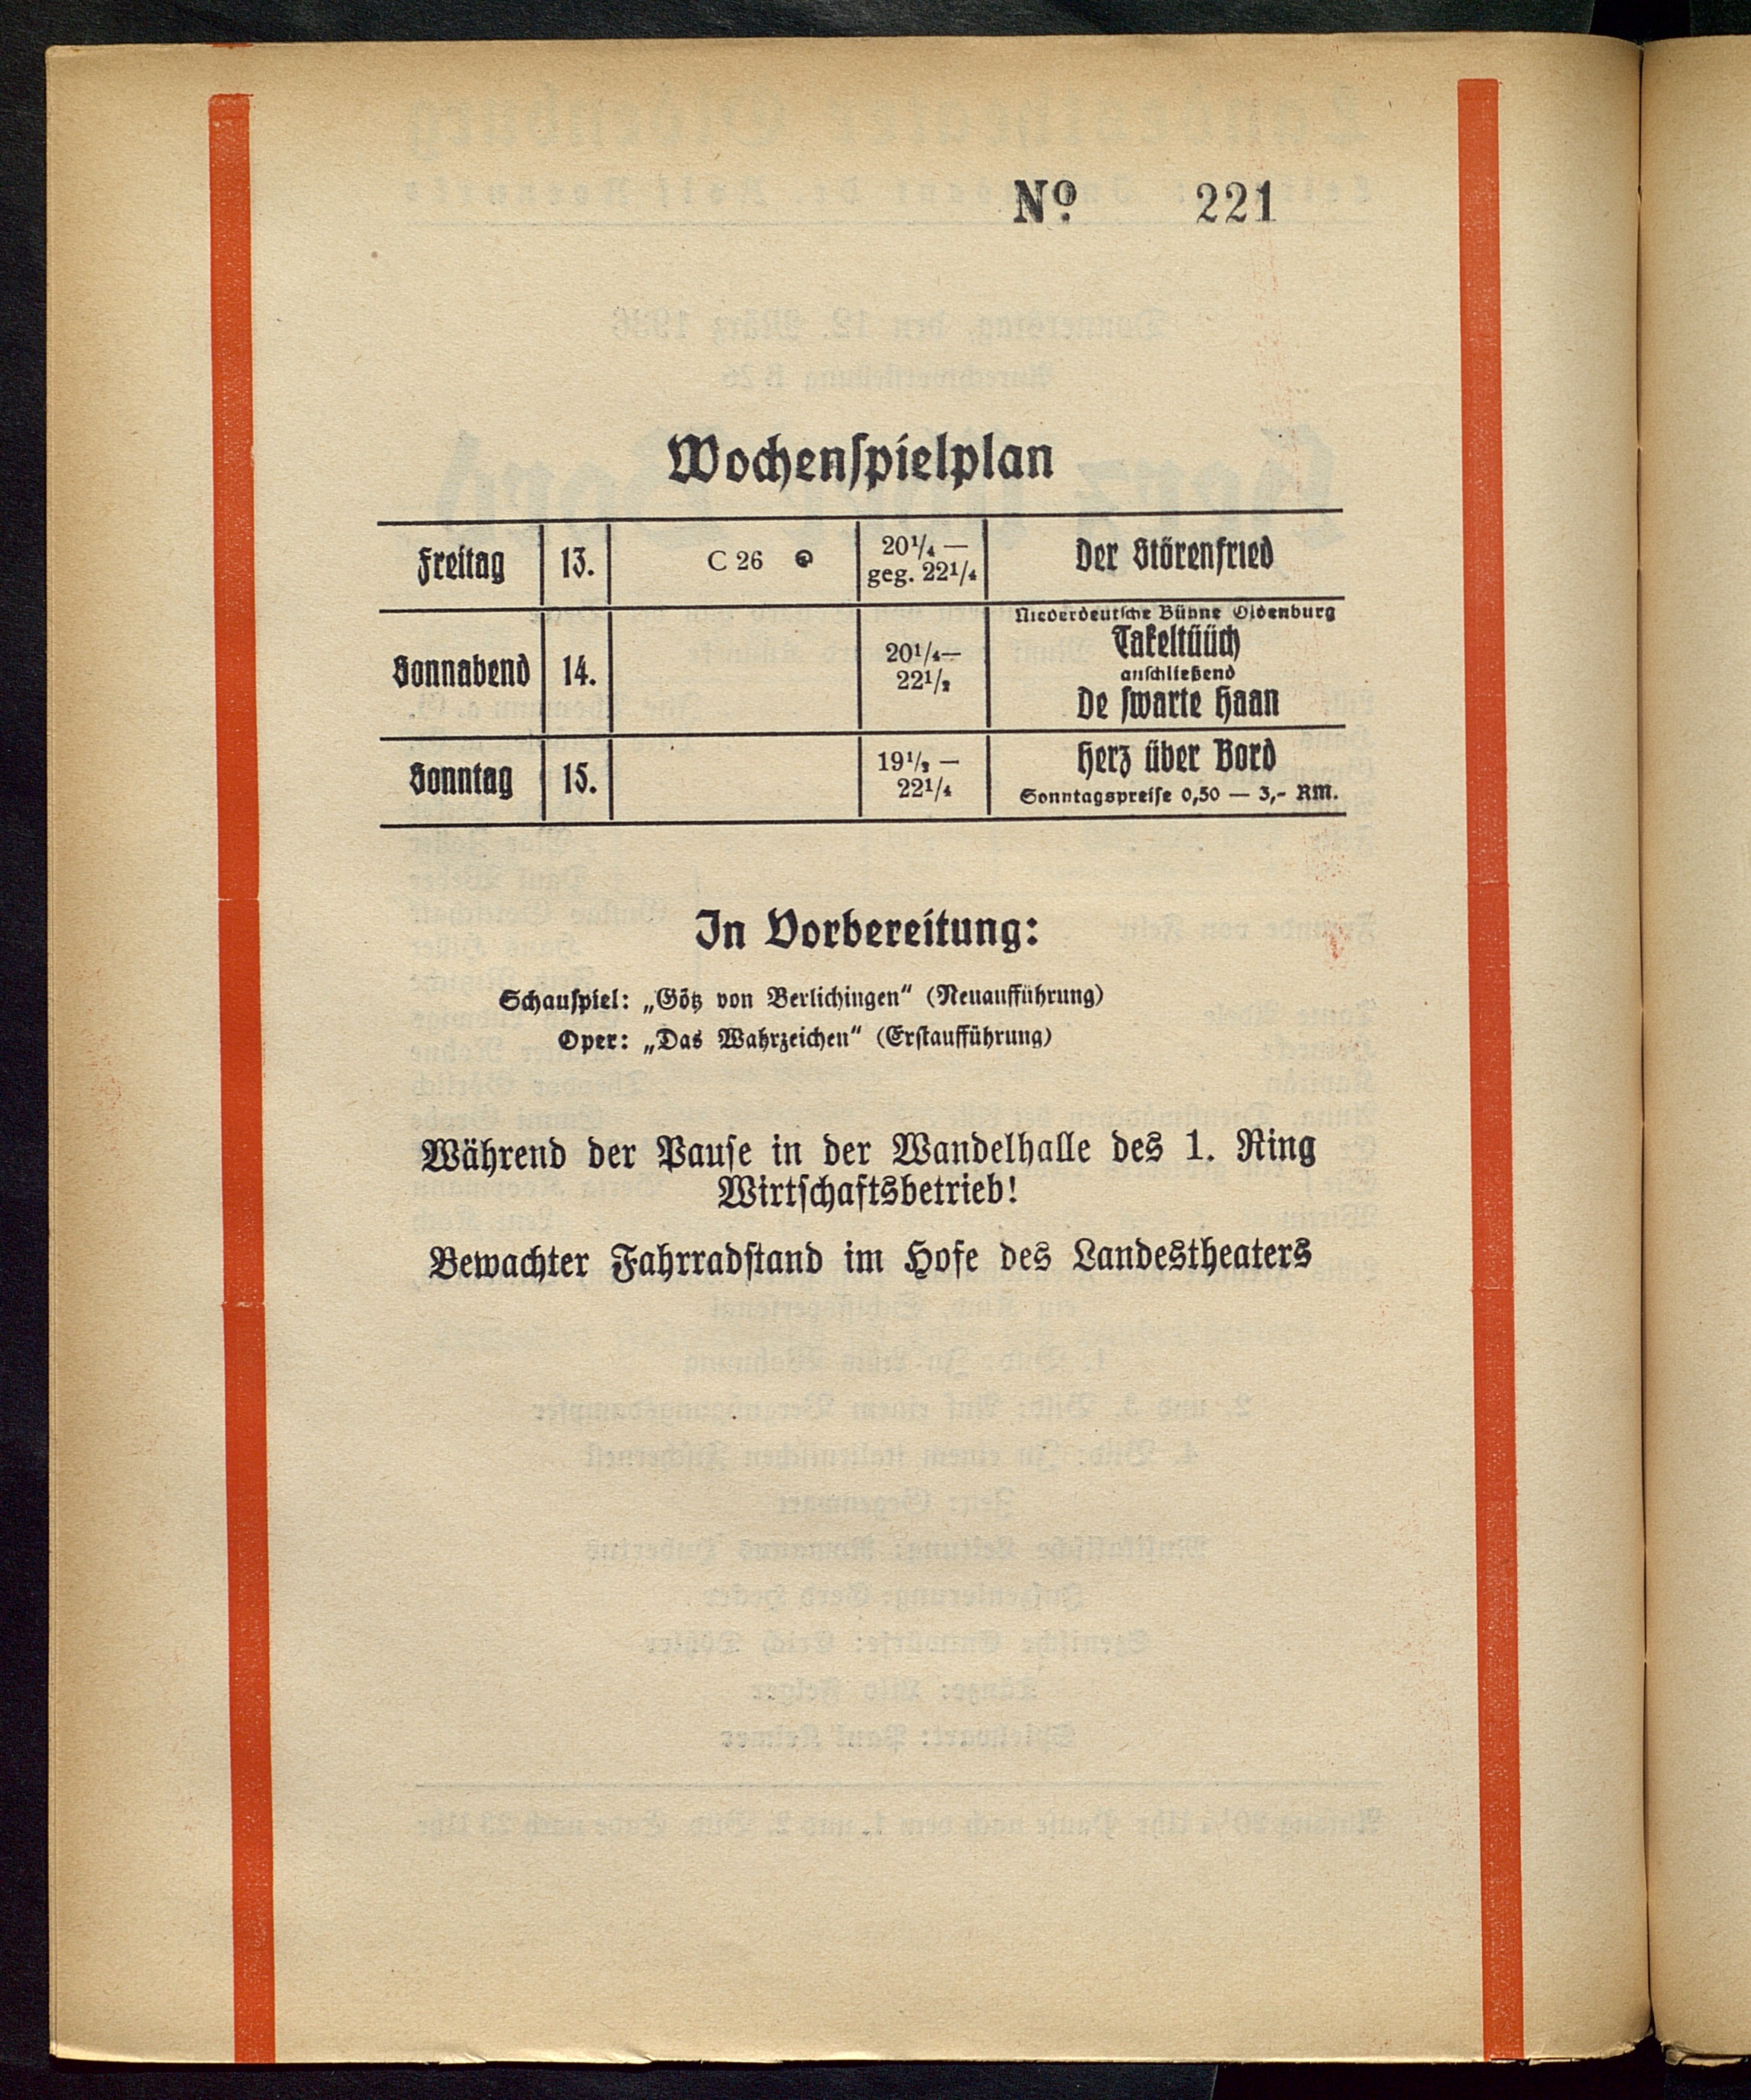 Nº. 221
Wochenspielplan
Freitag 13. C 26 20¼ — geg. 22¼ Der Störenfried
Niederdeutsche Bühne Oldenburg
Sonnabend 14. 20¼— 22½ Takeltüüch
anschließend
De swarte Haan
Sonntag 15. 19½ — 22¼ Herz über Bord
Sonntagspreise 0,50 — 3,- RM.
In Vorbereitung:
Schauspiel: „Götz von Berlichingen“ (Neuaufführung)
Oper: „Das Wahrzeichen“ (Erstaufführung)
Während der Pause in der Wandelhalle des 1. Ring
Wirtschaftsbetrieb!
Bewachter Fahrradstand im Hofe des Landestheaters